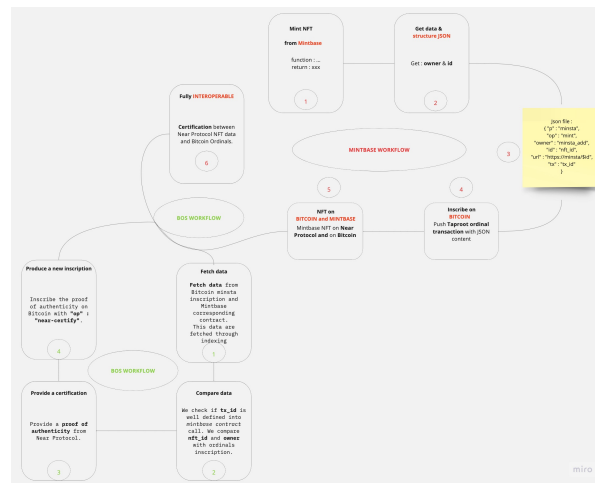 Mint NFT
from Mintbase
function : ...
return : xxx
1
Get data &
structure JSON
Get : owner & id
2
json file :
{ "p" : "minsta",
"op" : "mint",
"owner" : "minsta_add",
"id" : "nft_id",
"url" : "https://minsta/$id",
"tx" : "tx_id"
}
3
MINTBASE WORKFLOW
Inscribe on
BITCOIN
Push Taproot ordinal
transaction with JSON
content
4
NFT on
BITCOIN AND MINTBASE
Mintbase NFT on Near
Protocol and on Bitcoin
5
Fully INTEROPERABLE
Certification between
Near Protocol NFT data
and Bitcoin Ordinals.
6
BOS WORKFLOW
Fetch data
Fetch data from
Bitcoin minsta
inscription and
Mintbase
corresponding
contract.
This data are
fetched through
indexing
1
Compare data
We check if tx_id is
well defined into
mintbase contract
call. We compare
nft_id and owner
with ordinals
inscription.
2
Provide a certification
Provide a proof of
authenticity from
Near Protocol.
3
Produce a new inscription
Inscribe the proof
of authenticity on
Bitcoin with "op" :
"near-certify".
4
BOS WORKFLOW
miro